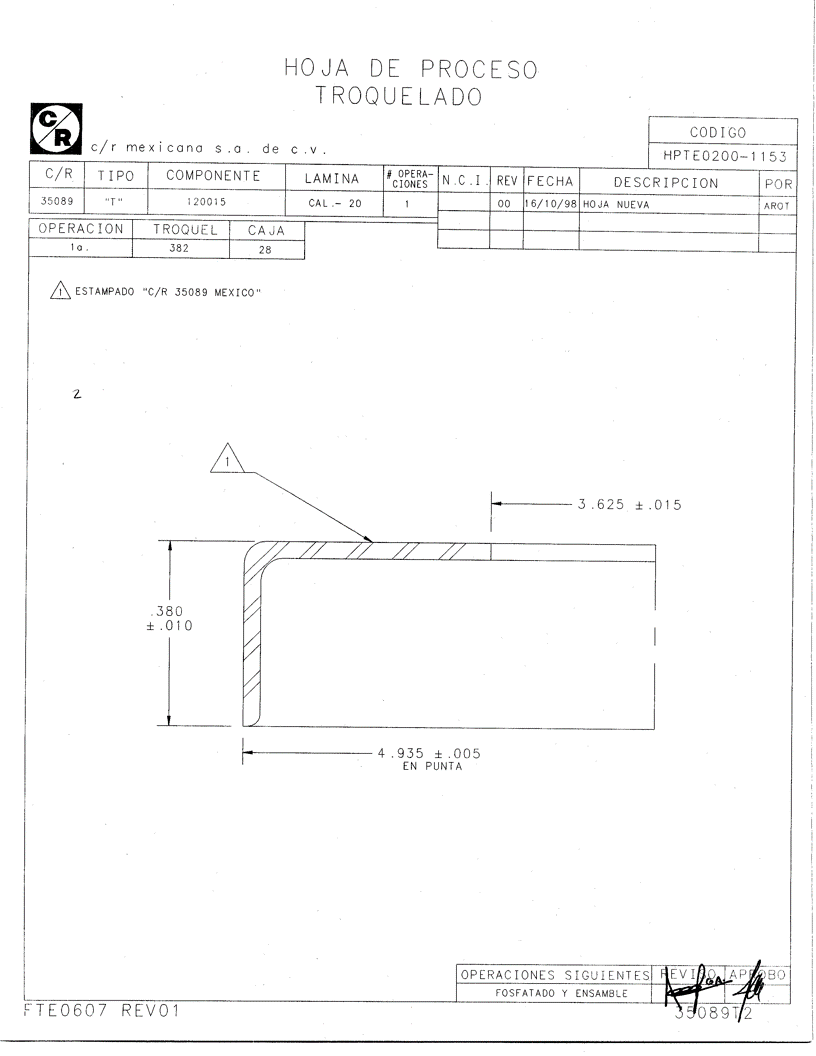 HOJA DE PROCESO
TROQUELADO
C/R
c/r mexicana s.a. de c.v.
CODIGO
HPTE0200-1153
C/R TIPO COMPONENTE LAMINA # OPERA-CIONES N.C.I. REV FECHA DESCRIPCION POR
35089 "T" 120015 CAL.- 20 1 00 16/10/98 HOJA NUEVA AROT
OPERACION TROQUEL CAJA
1a. 382 28
1 ESTAMPADO "C/R 35089 MEXICO"
2
1
3.625 ±.015
.380
±.010
4.935 ±.005
EN PUNTA
OPERACIONES SIGUIENTES REVISO APROBO
FOSFATADO Y ENSAMBLE
FTE0607 REV01
35089T2